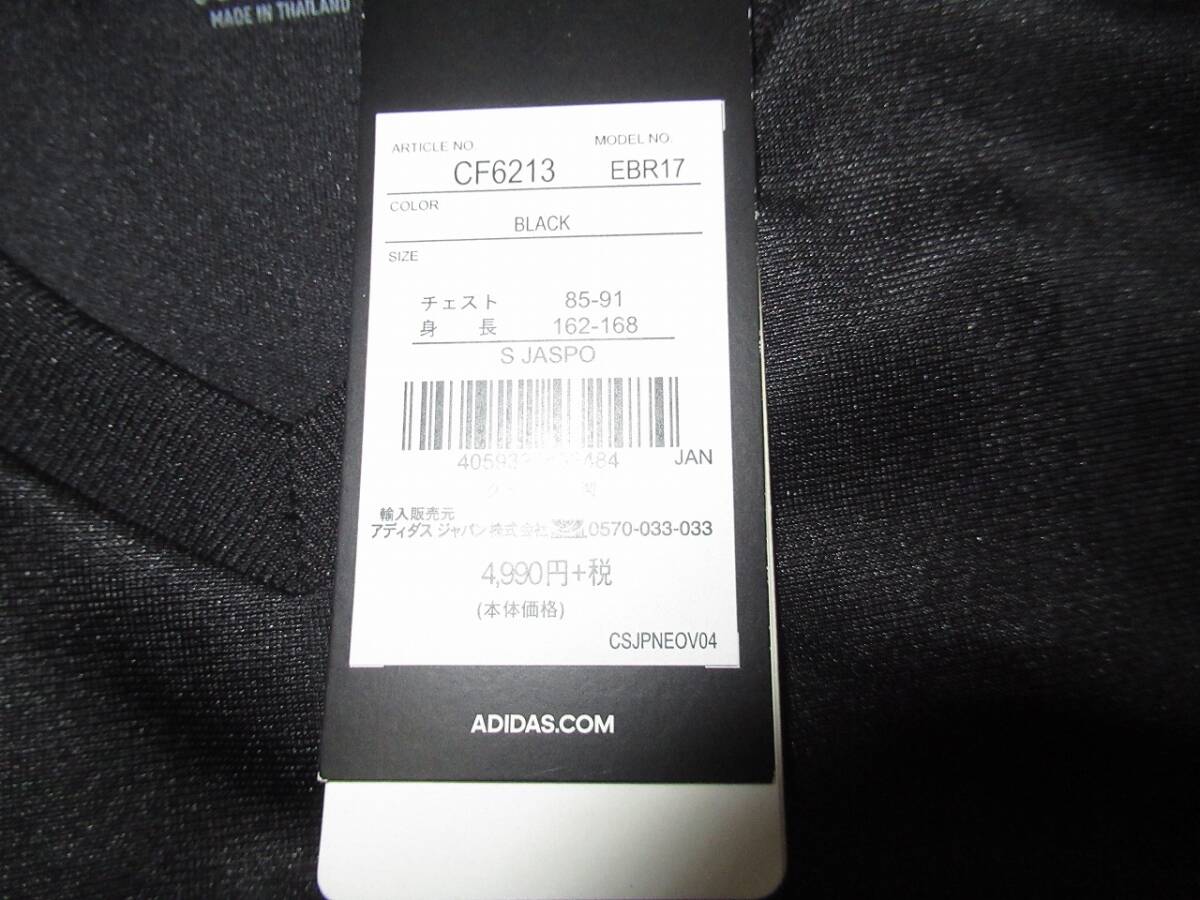 MADE IN THAILAND
ARTICLE NO. MODEL NO.
CF6213 EBR17
COLOR
BLACK
SIZE
チェスト 85-91
身 長 162-168
S JASPO
JAN
輸入販売元
アディダス ジャパン株式会社 0570-033-033
4,990円+税
(本体価格)
CSJPNEOV04
ADIDAS.COM